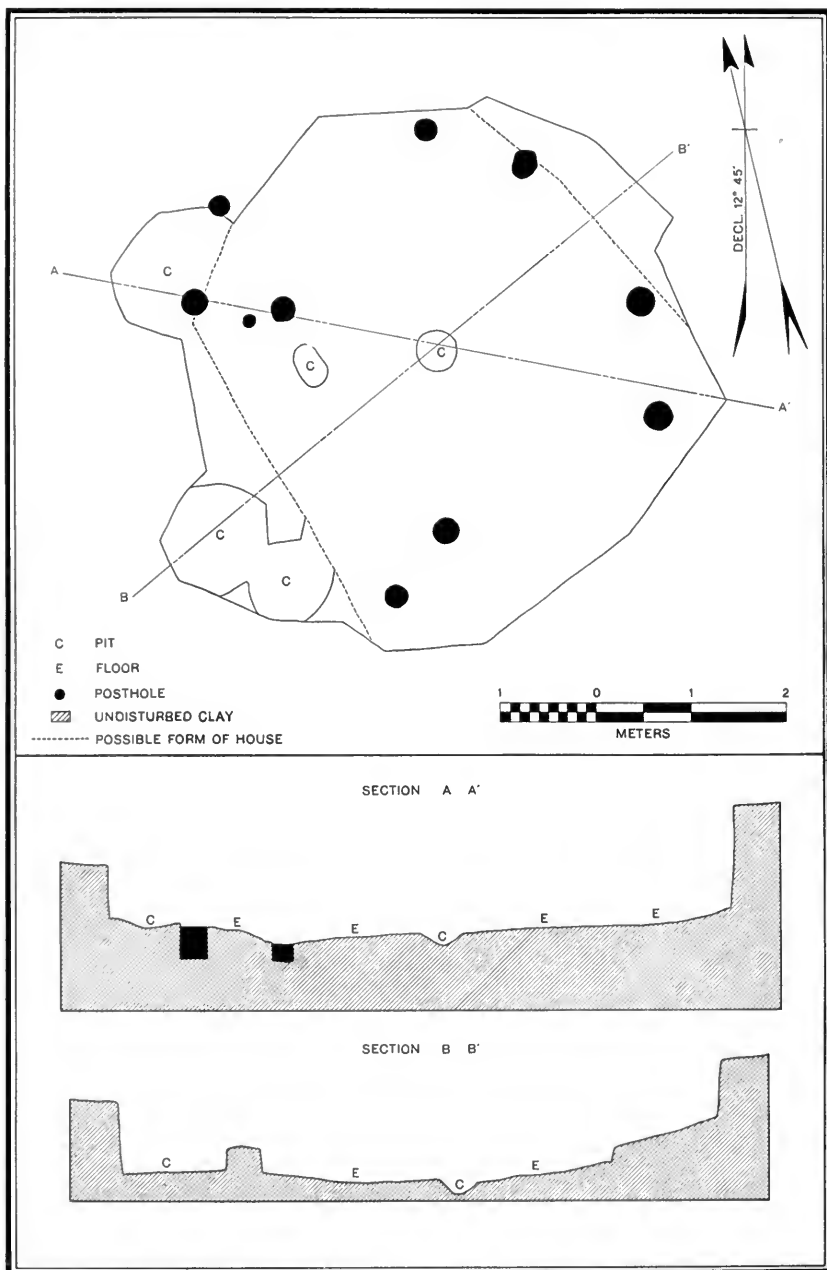 B´
DECL. 12° 45´
A
C
C
C
A´
C
C
B
C PIT
E FLOOR
POSTHOLE
UNDISTURBED CLAY
POSSIBLE FORM OF HOUSE
1 0 1 2
METERS
SECTION A A´
C E E C E E
SECTION B B´
C E C E